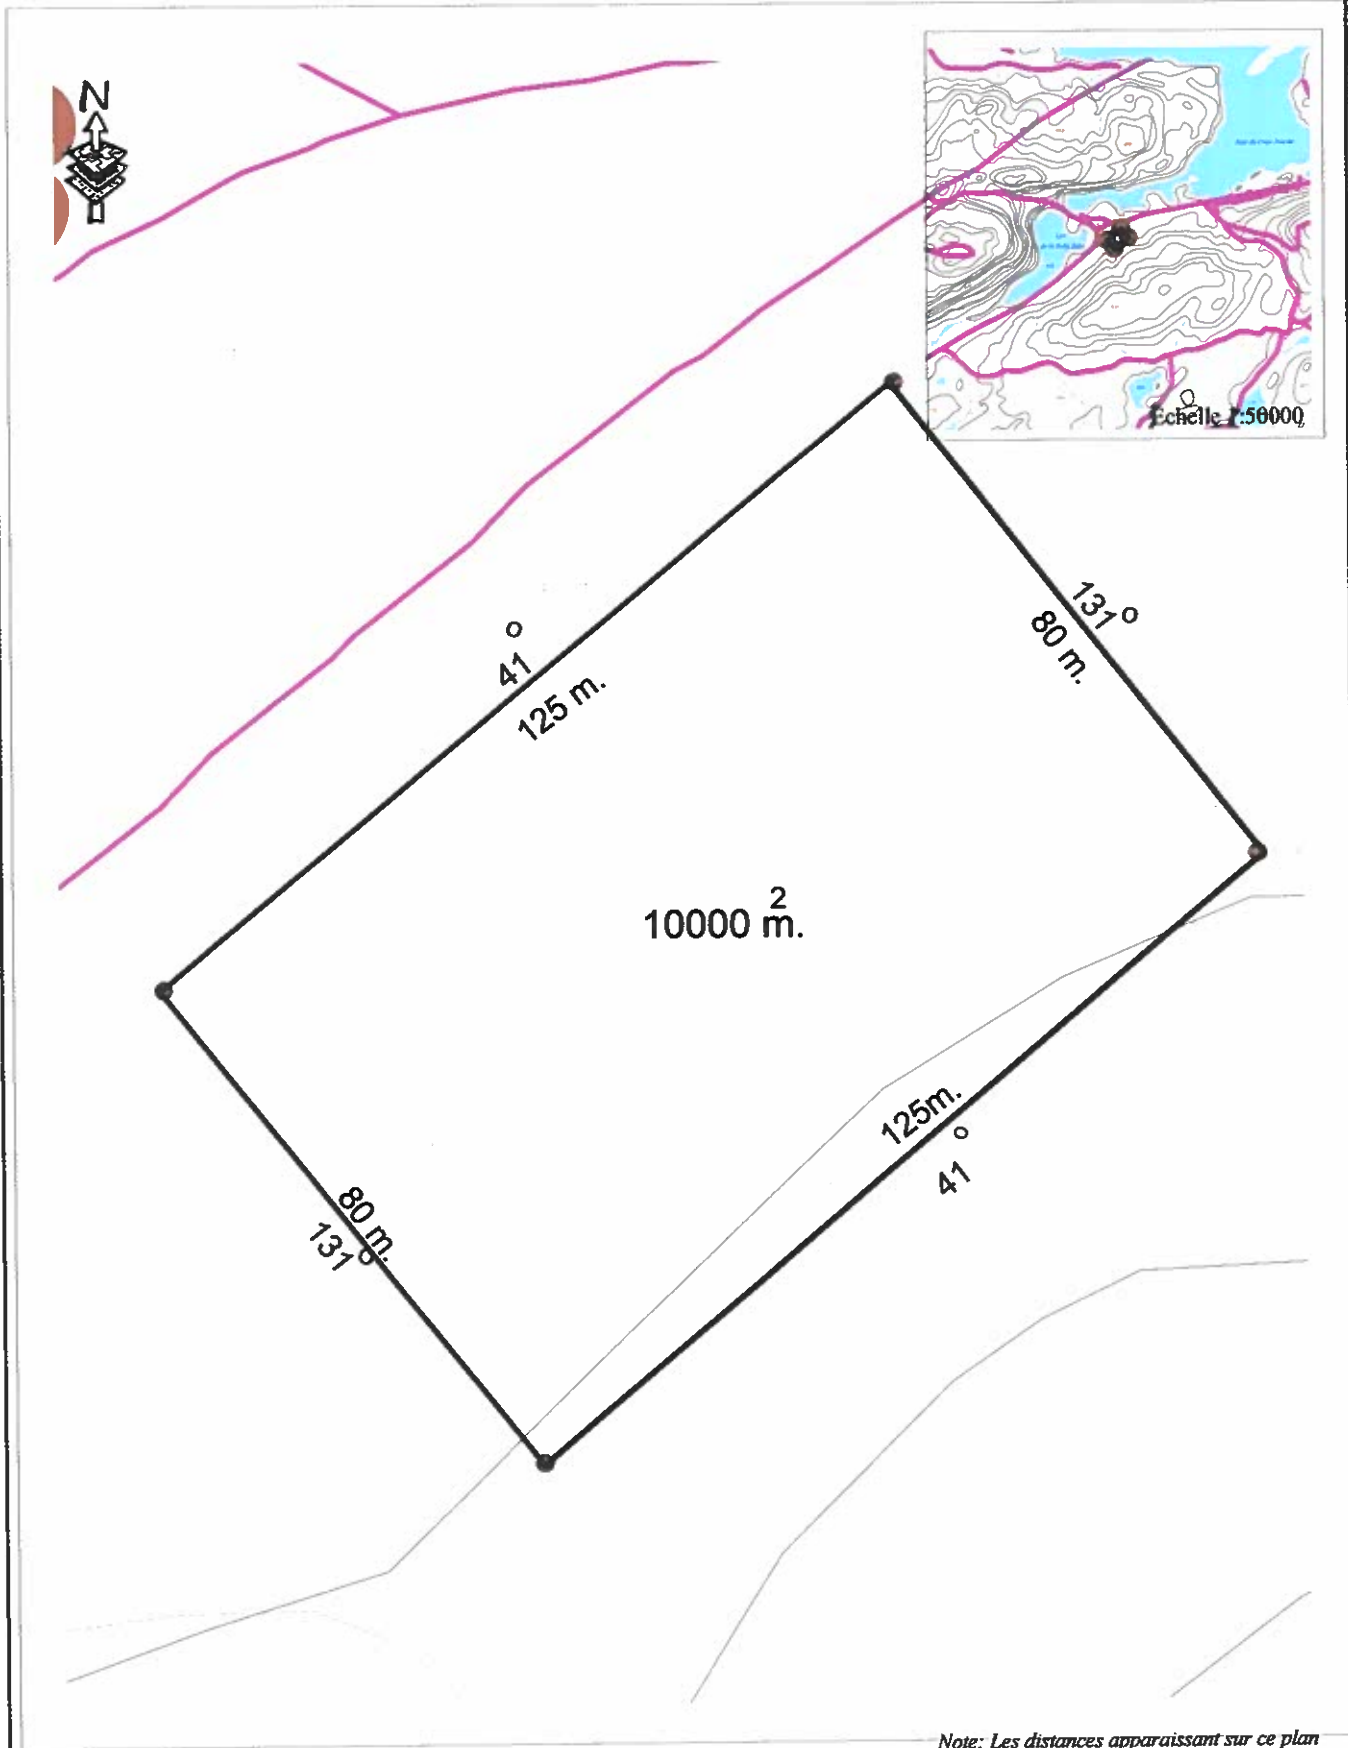 N
Echelle 1:50000
131°
80 m.
41°
125 m.
10000 m.²
125m.
41°
80 m.
131°
Note: Les distances apparaissant sur ce plan